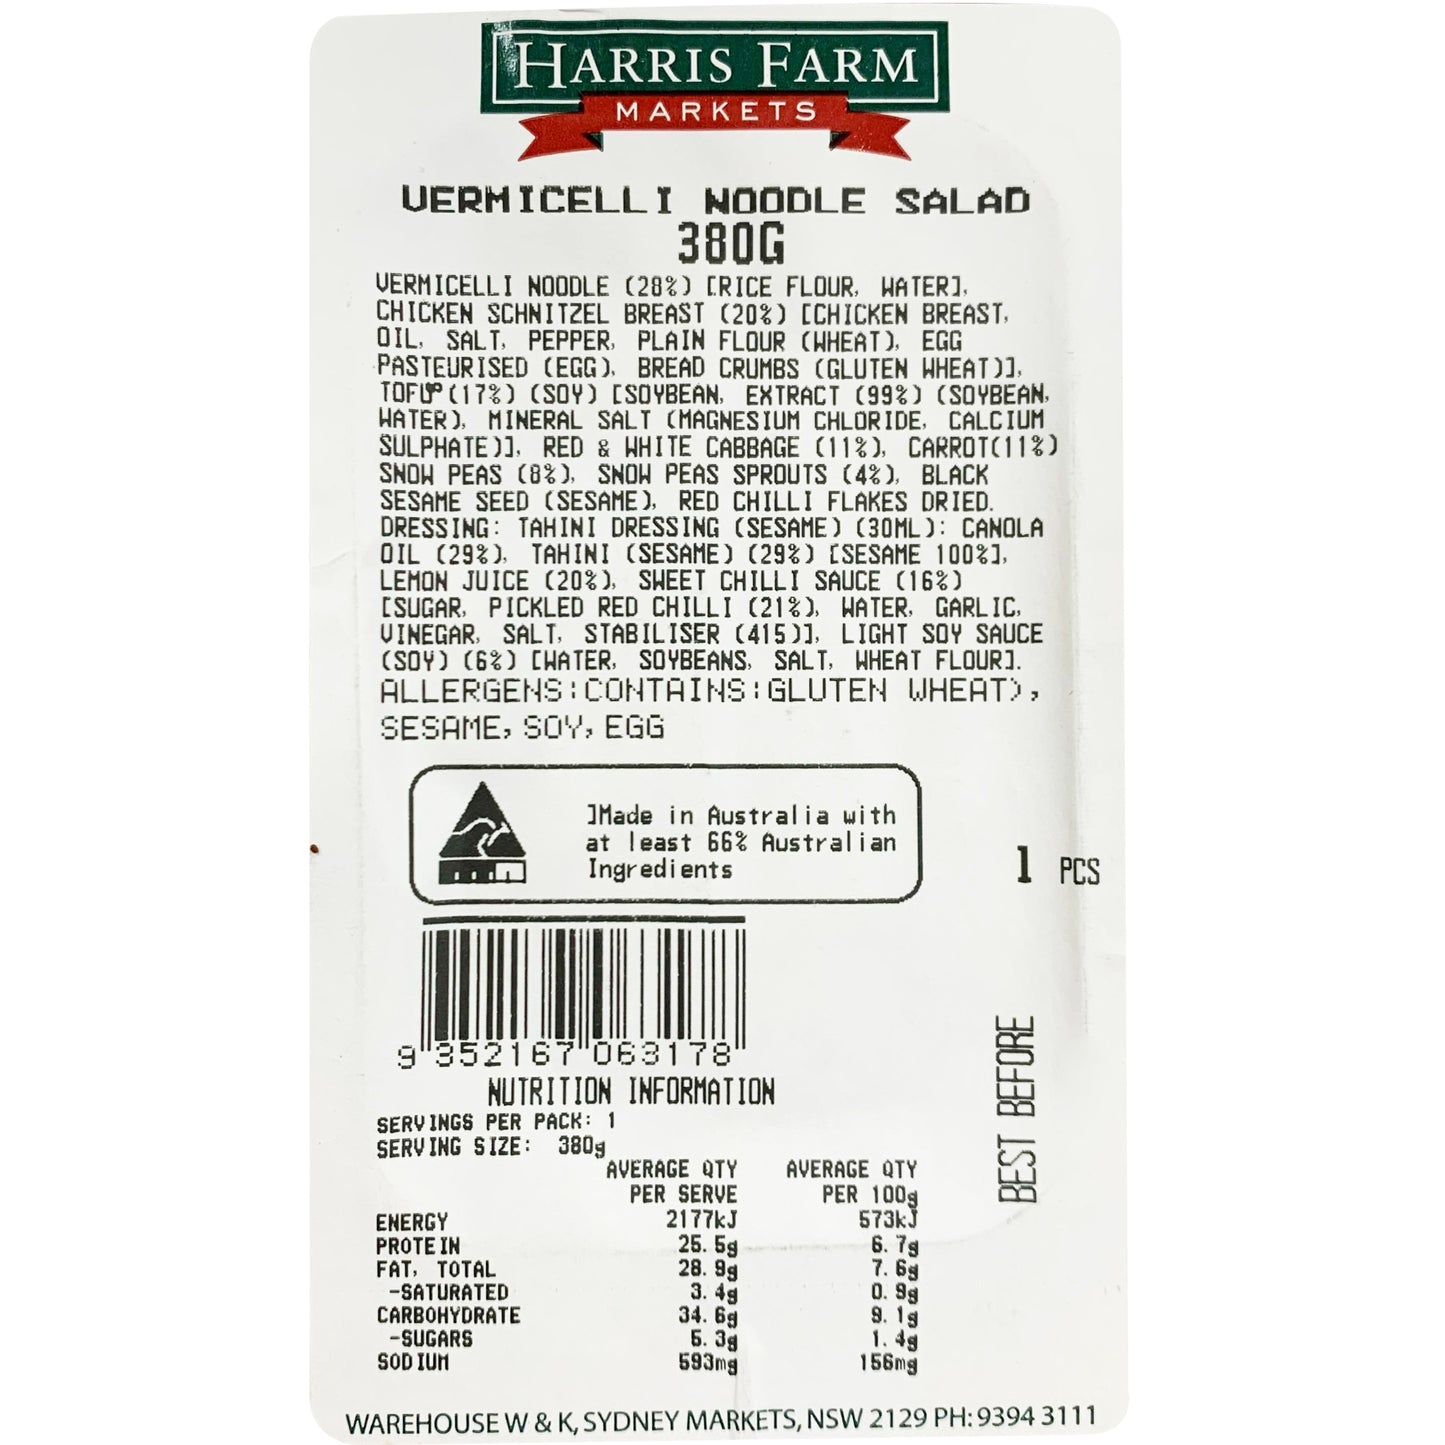 HARRIS FARM
MARKETS
VERMICELLI NOODLE SALAD
380G
VERMICELLI NOODLE (28%) [RICE FLOUR, WATER],
CHICKEN SCHNITZEL BREAST (20%) [CHICKEN BREAST,
OIL, SALT, PEPPER, PLAIN FLOUR (WHEAT), EGG
PASTEURISED (EGG), BREAD CRUMBS (GLUTEN WHEAT)],
TOFU (17%) (SOY) [SOYBEAN, EXTRACT (99%) (SOYBEAN,
WATER), MINERAL SALT (MAGNESIUM CHLORIDE, CALCIUM
SULPHATE)], RED & WHITE CABBAGE (11%), CARROT(11%)
SNOW PEAS (8%), SNOW PEAS SPROUTS (4%), BLACK
SESAME SEED (SESAME), RED CHILLI FLAKES DRIED.
DRESSING: TAHINI DRESSING (SESAME) (30ML): CANOLA
OIL (29%), TAHINI (SESAME) (29%) [SESAME 100%],
LEMON JUICE (20%), SWEET CHILLI SAUCE (16%)
[SUGAR, PICKLED RED CHILLI (21%), WATER, GARLIC,
VINEGAR, SALT, STABILISER (415)], LIGHT SOY SAUCE
(SOY) (6%) [WATER, SOYBEANS, SALT, WHEAT FLOUR].
ALLERGENS:CONTAINS:GLUTEN WHEAT),
SESAME, SOY, EGG
]Made in Australia with
at least 66% Australian
Ingredients
1 PCS
9 352167 063178
BEST BEFORE
NUTRITION INFORMATION
SERVINGS PER PACK: 1
SERVING SIZE: 380g
AVERAGE QTY AVERAGE QTY
PER SERVE PER 100g
ENERGY 2177kJ 573kJ
PROTEIN 25.5g 6.7g
FAT, TOTAL 28.9g 7.6g
-SATURATED 3.4g 0.9g
CARBOHYDRATE 34.6g 9.1g
-SUGARS 5.3g 1.4g
SODIUM 593mg 156mg
WAREHOUSE W & K, SYDNEY MARKETS, NSW 2129 PH: 9394 3111